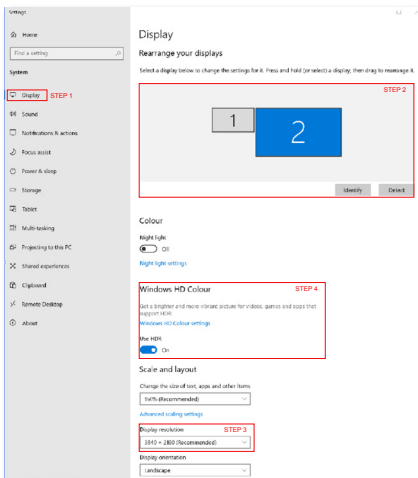 Settings
Home
Find a setting
System
Display
STEP 1
Sound
Notifications & actions
Focus assist
Power & sleep
Storage
Tablet
Multi-tasking
Projecting to this PC
Shared experiences
Clipboard
Remote Desktop
About
Display
Rearrange your displays
Select a display below to change the settings for it. Press and hold (or select) a display, then drag to rearrange it.
STEP 2
1
2
Identify
Detect
Colour
Night light
Off
Night light settings
Windows HD Colour
STEP 4
Get a brighter and more vibrant picture for videos, games and apps that
support HDR.
Windows HD Colour settings
Use HDR
On
Scale and layout
Change the size of text, apps and other items
(Recommended)
Advanced scaling settings
Display resolution
STEP 3
3840 × 2160 (Recommended)
Display orientation
Landscape